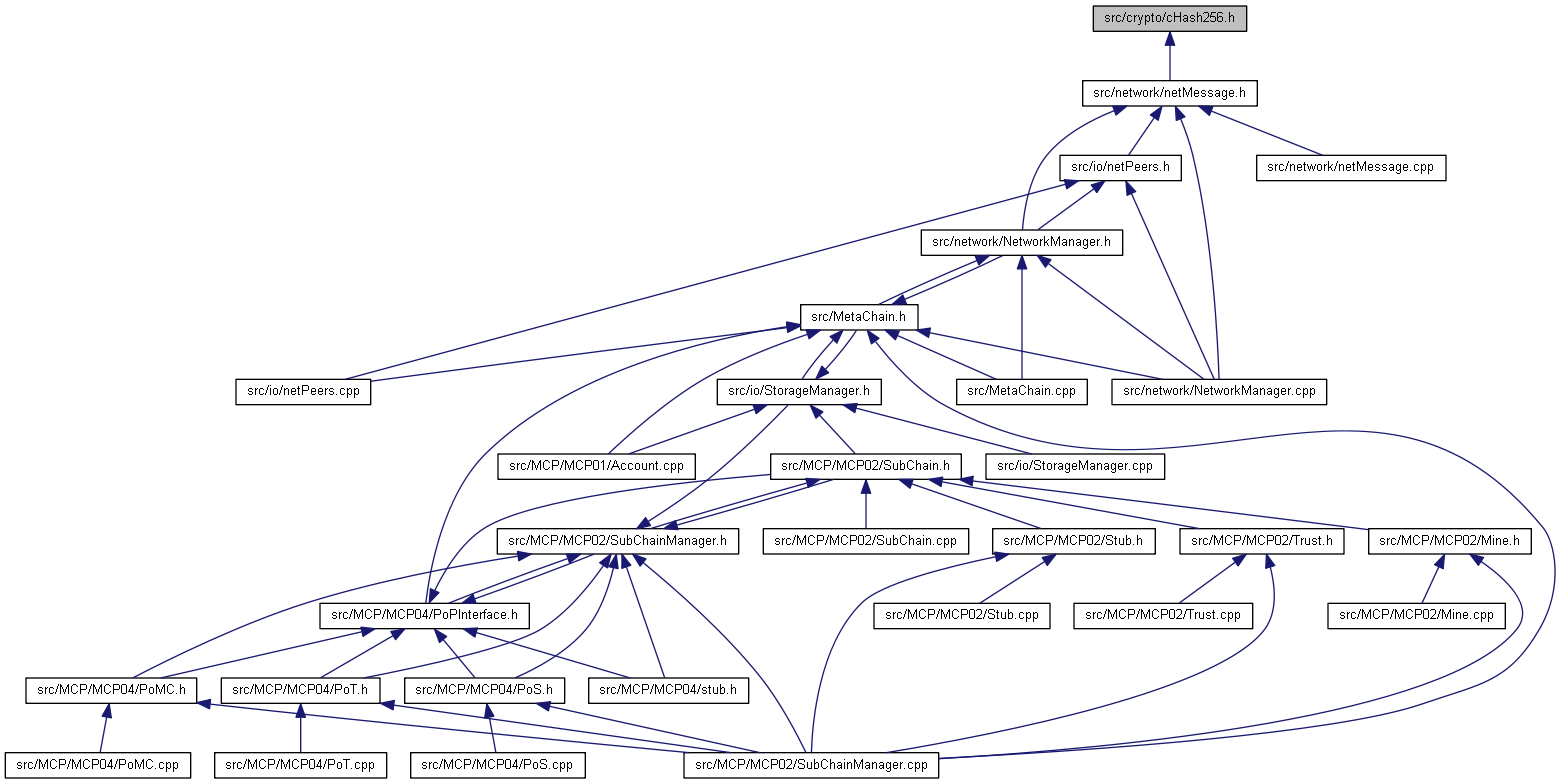 src/crypto/cHash256.h
src/network/netMessage.h
src/io/netPeers.h
src/network/netMessage.cpp
src/network/NetworkManager.h
src/MetaChain.h
src/io/netPeers.cpp
src/io/StorageManager.h
src/MetaChain.cpp
src/network/NetworkManager.cpp
src/MCP/MCP01/Account.cpp
src/MCP/MCP02/SubChain.h
src/io/StorageManager.cpp
src/MCP/MCP02/SubChainManager.h
src/MCP/MCP02/SubChain.cpp
src/MCP/MCP02/Stub.h
src/MCP/MCP02/Trust.h
src/MCP/MCP02/Mine.h
src/MCP/MCP04/PoPInterface.h
src/MCP/MCP02/Stub.cpp
src/MCP/MCP02/Trust.cpp
src/MCP/MCP02/Mine.cpp
src/MCP/MCP04/PoMC.h
src/MCP/MCP04/PoT.h
src/MCP/MCP04/PoS.h
src/MCP/MCP04/stub.h
src/MCP/MCP04/PoMC.cpp
src/MCP/MCP04/PoT.cpp
src/MCP/MCP04/PoS.cpp
src/MCP/MCP02/SubChainManager.cpp